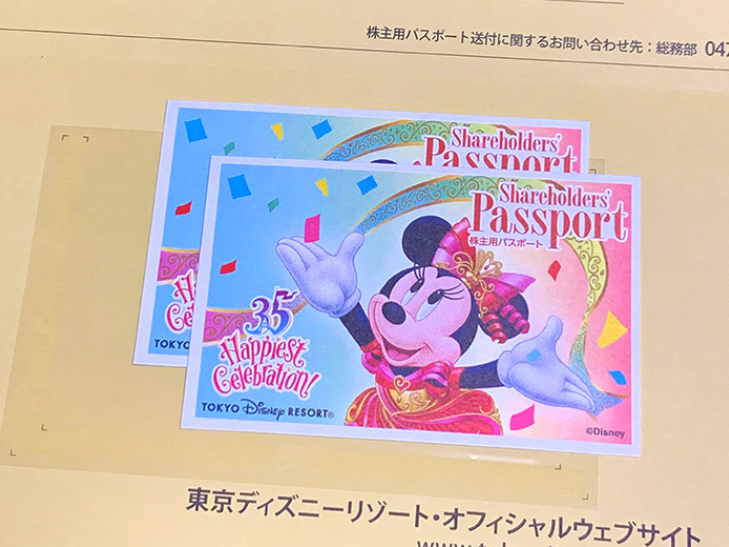 株主用パスポート送付に関するお問い合わせ先：総務部 047
Shareholders'
Passport
Shareholders'
Passport
株主用パスポート
35
Happiest
Celebration!
TOKYO Disney RESORT®
©Disney
TOKYO
東京ディズニーリゾート・オフィシャルウェブサイト